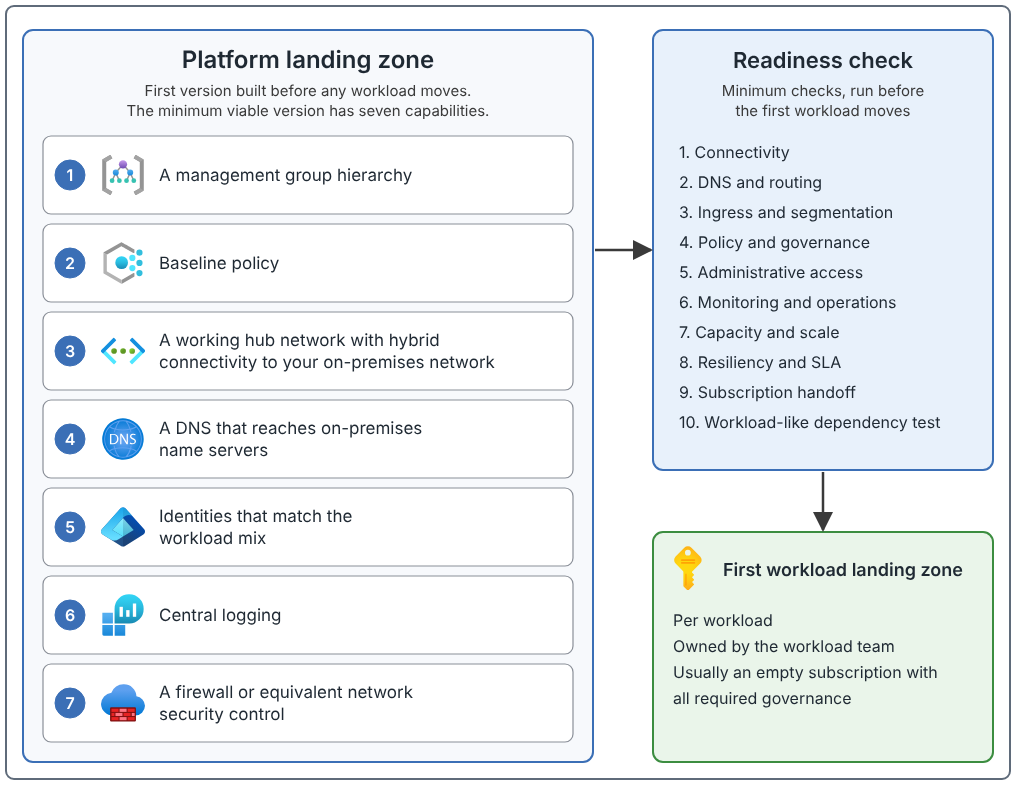 Platform landing zone
First version built before any workload moves.
The minimum viable version has seven capabilities.
1
A management group hierarchy
2
Baseline policy
3
A working hub network with hybrid
connectivity to your on-premises network
4
DNS
A DNS that reaches on-premises
name servers
5
Identities that match the
workload mix
6
Central logging
7
A firewall or equivalent network
security control
Readiness check
Minimum checks, run before
the first workload moves
1. Connectivity
2. DNS and routing
3. Ingress and segmentation
4. Policy and governance
5. Administrative access
6. Monitoring and operations
7. Capacity and scale
8. Resiliency and SLA
9. Subscription handoff
10. Workload-like dependency test
First workload landing zone
Per workload
Owned by the workload team
Usually an empty subscription with
all required governance